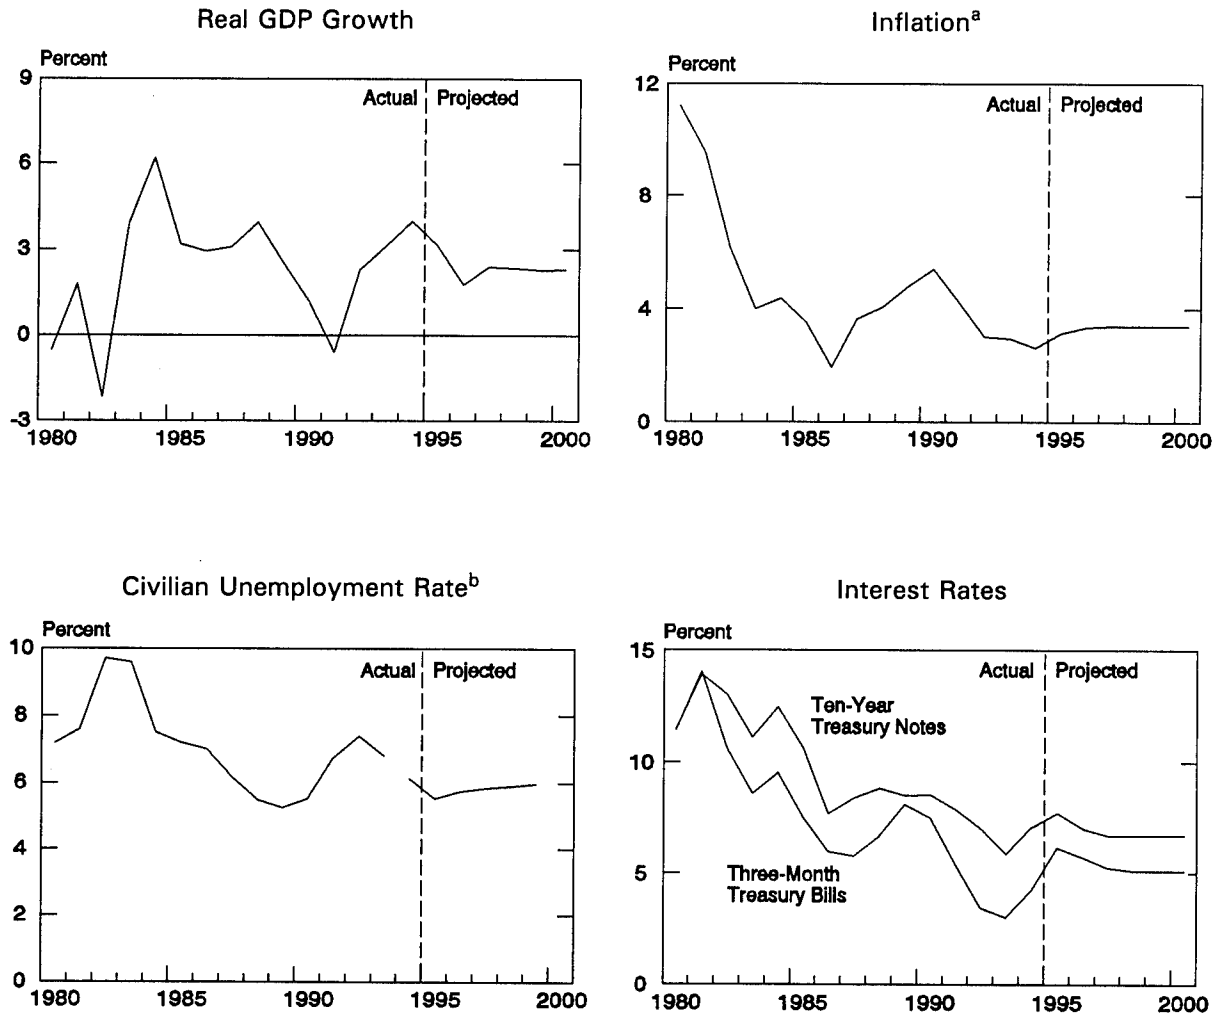 Real GDP Growth
Percent
9
Actual Projected
6
3
0
-3
1980 1985 1990 1995 2000
Inflationᵃ
Percent
12
Actual Projected
8
4
0
1980 1985 1990 1995 2000
Civilian Unemployment Rateᵇ
Percent
10
Actual Projected
8
6
4
2
0
1980 1985 1990 1995 2000
Interest Rates
Percent
15
Actual Projected
Ten-Year
Treasury Notes
10
Three-Month
Treasury Bills
5
0
1980 1985 1990 1995 2000